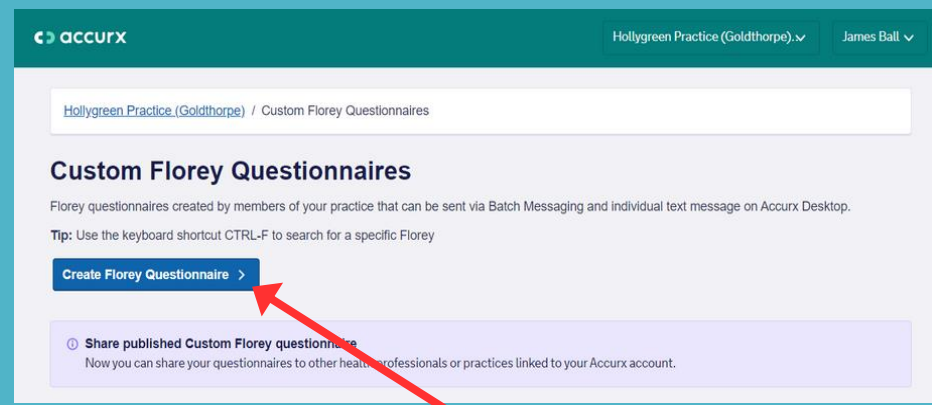 accurx
Hollygreen Practice (Goldthorpe).
James Ball
Hollygreen Practice (Goldthorpe) / Custom Florey Questionnaires
Custom Florey Questionnaires
Florey questionnaires created by members of your practice that can be sent via Batch Messaging and individual text message on Accurx Desktop.
Tip: Use the keyboard shortcut CTRL-F to search for a specific Florey
Create Florey Questionnaire >
Share published Custom Florey questionnaire
Now you can share your questionnaires to other health professionals or practices linked to your Accurx account.